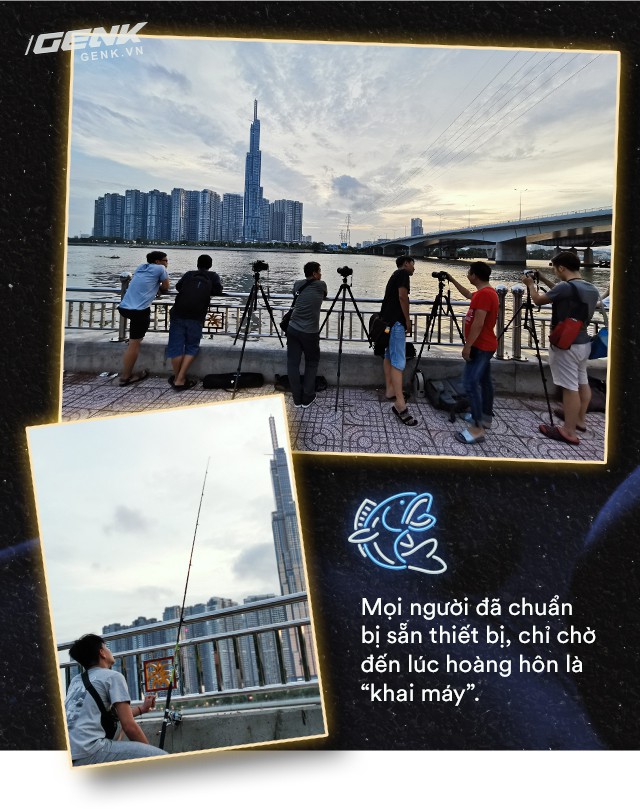 GENK
GENK.VN
Mọi người đã chuẩn
bị sẵn thiết bị, chỉ chờ
đến lúc hoàng hôn là
“khai máy”.